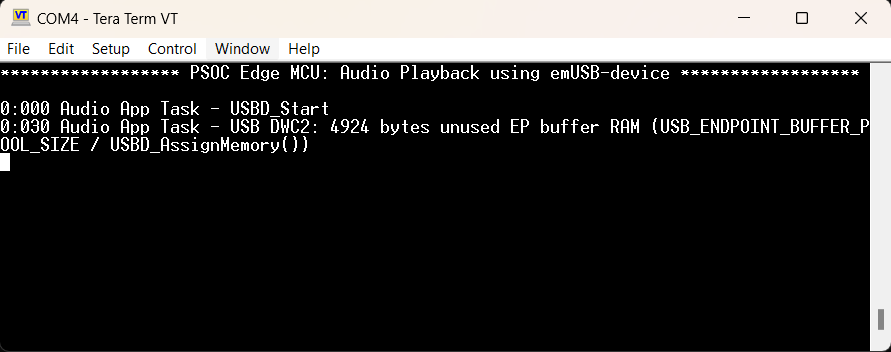 VT COM4 - Tera Term VT
File Edit Setup Control Window Help
****************** PSOC Edge MCU: Audio Playback using emUSB-device ******************
0:000 Audio App Task - USBD_Start
0:030 Audio App Task - USB DWC2: 4924 bytes unused EP buffer RAM (USB_ENDPOINT_BUFFER_P
OOL_SIZE / USBD_AssignMemory())